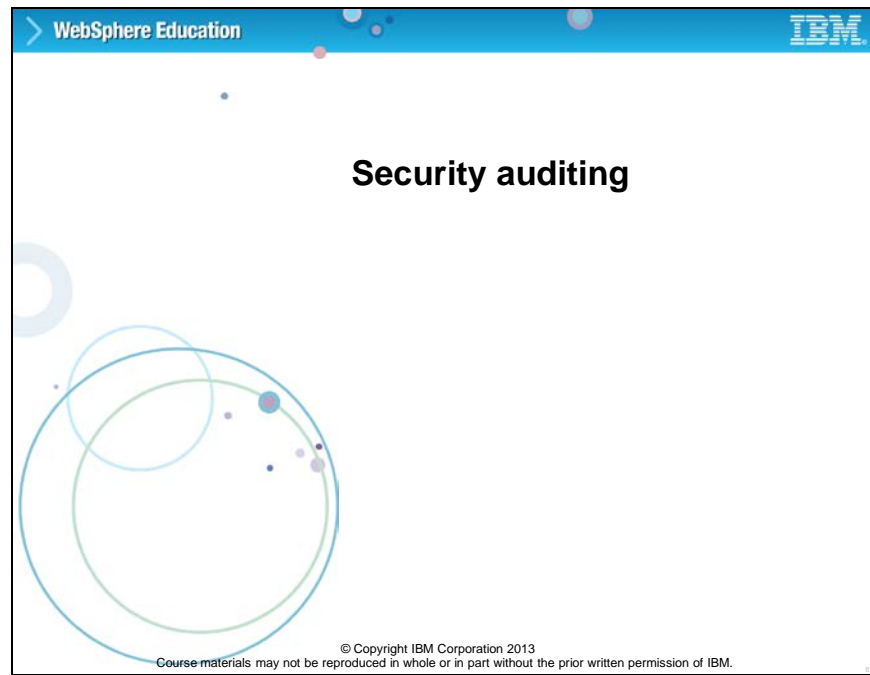 WebSphere Education
IBM
Security auditing
© Copyright IBM Corporation 2013
Course materials may not be reproduced in whole or in part without the prior written permission of IBM.